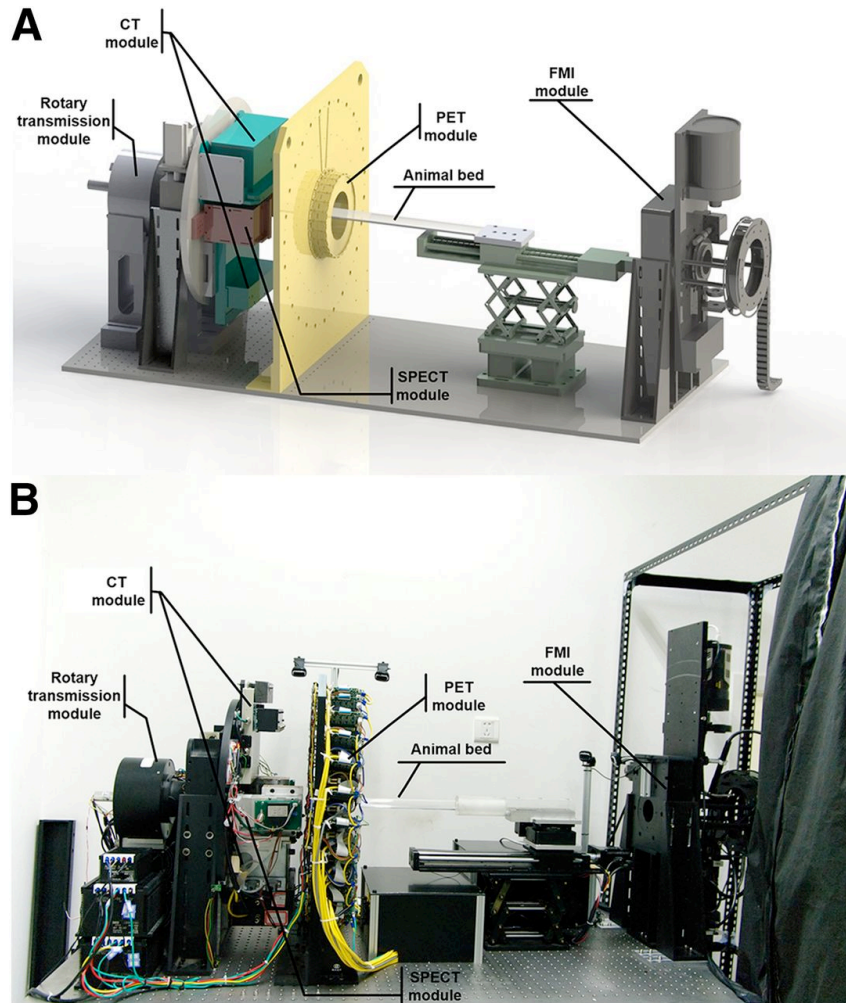 A
CT
module
Rotary
transmission
module
PET
module
FMI
module
Animal bed
SPECT
module
B
CT
module
Rotary
transmission
module
PET
module
FMI
module
Animal bed
SPECT
module